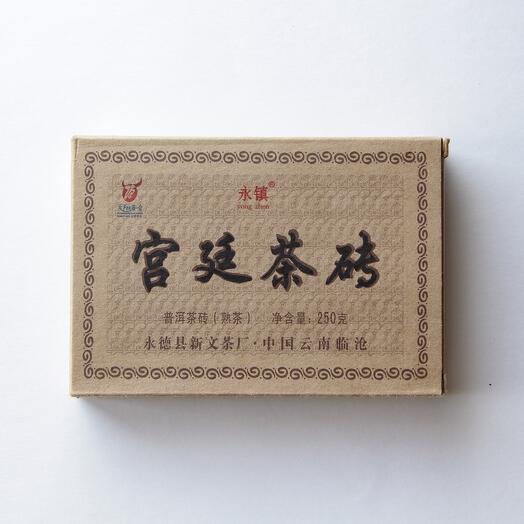 永镇®
yong zhen
宫廷茶砖
普洱茶砖（熟茶） 净含量：250克
永德县新文茶厂·中国云南临沧